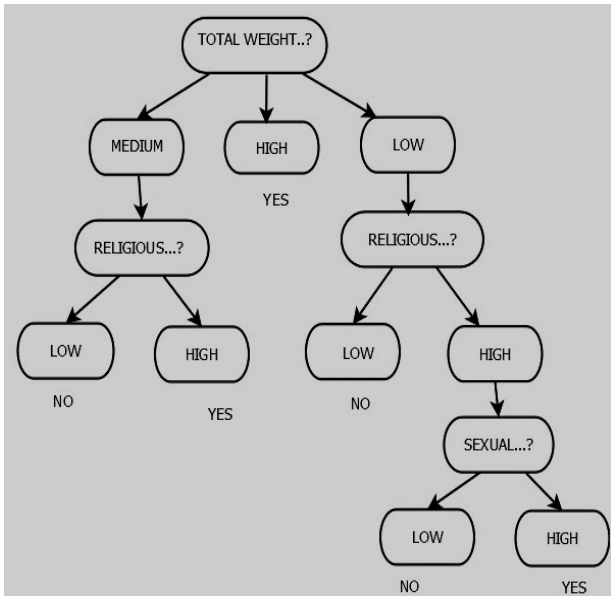 TOTAL WEIGHT..?
MEDIUM
HIGH
LOW
YES
RELIGIOUS...?
RELIGIOUS...?
LOW
HIGH
LOW
HIGH
NO
YES
NO
SEXUAL...?
LOW
HIGH
NO
YES